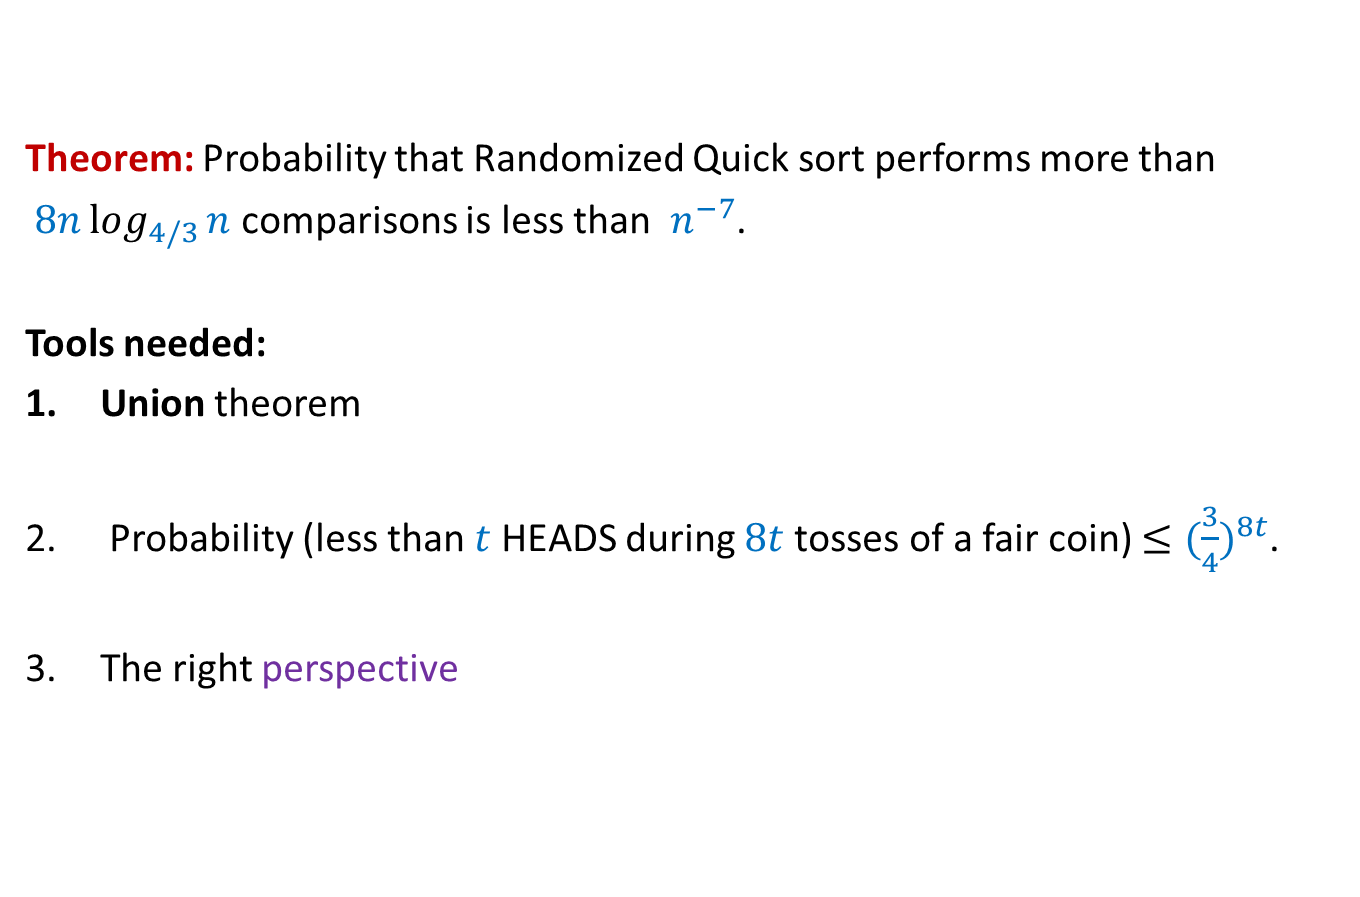 Theorem: Probability that Randomized Quick sort performs more than
8n log₄/₃ n comparisons is less than n⁻⁷.
Tools needed:
1. Union theorem
2. Probability (less than t HEADS during 8t tosses of a fair coin) ≤ (3/4)⁸ᵗ.
3. The right perspective